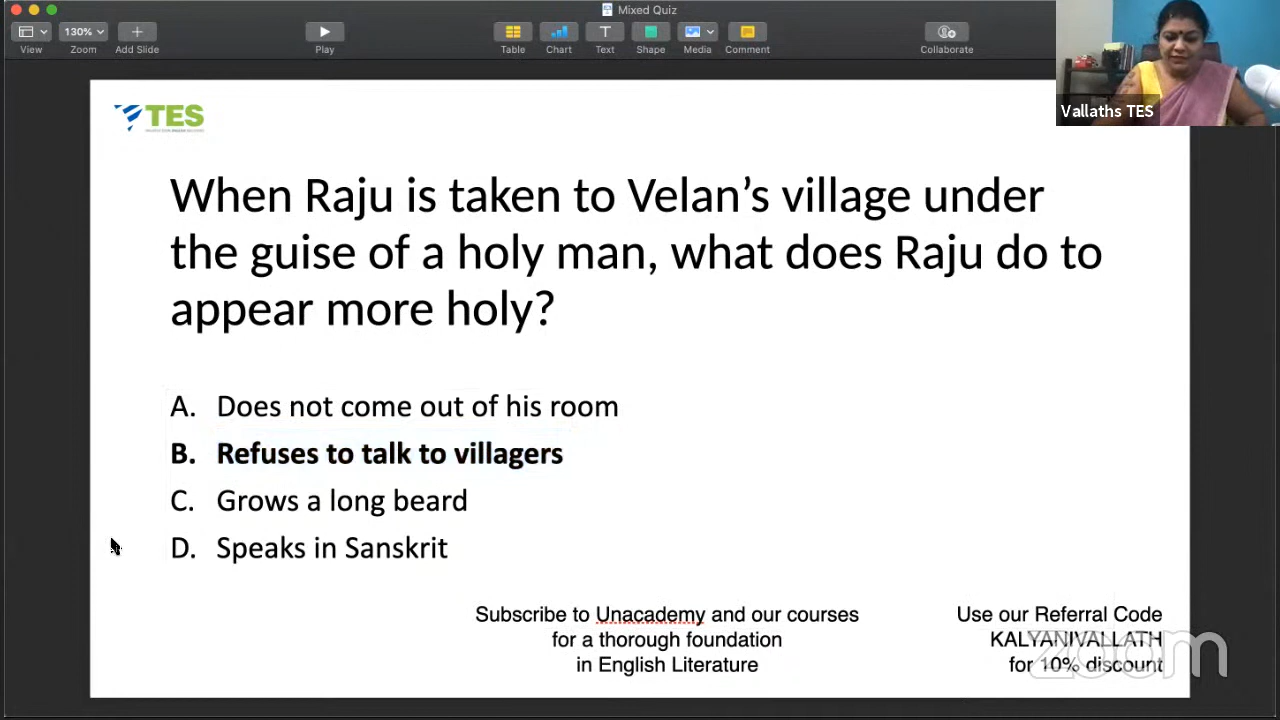 Mixed Quiz
130%
View Zoom Add Slide Play Table Chart Text Shape Media Comment Collaborate
Vallaths TES
TES
When Raju is taken to Velan’s village under
the guise of a holy man, what does Raju do to
appear more holy?
A. Does not come out of his room
B. Refuses to talk to villagers
C. Grows a long beard
D. Speaks in Sanskrit
Subscribe to Unacademy and our courses
for a thorough foundation
in English Literature
Use our Referral Code
KALYANIVALLATH
for 10% discount
zoom